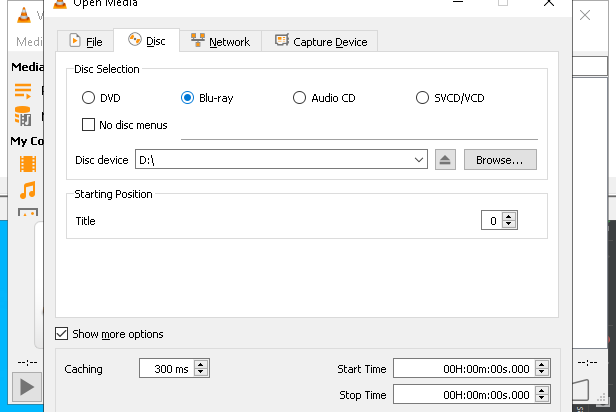 Open Media
Medi
File
Disc
Network
Capture Device
Media
Disc Selection
DVD
Blu-ray
Audio CD
SVCD/VCD
No disc menus
My Co
Disc device
D:\
Browse...
Starting Position
Title
0
Show more options
--:--
--:--
Caching
300 ms
Start Time
00H:00m:00s.000
Stop Time
00H:00m:00s.000